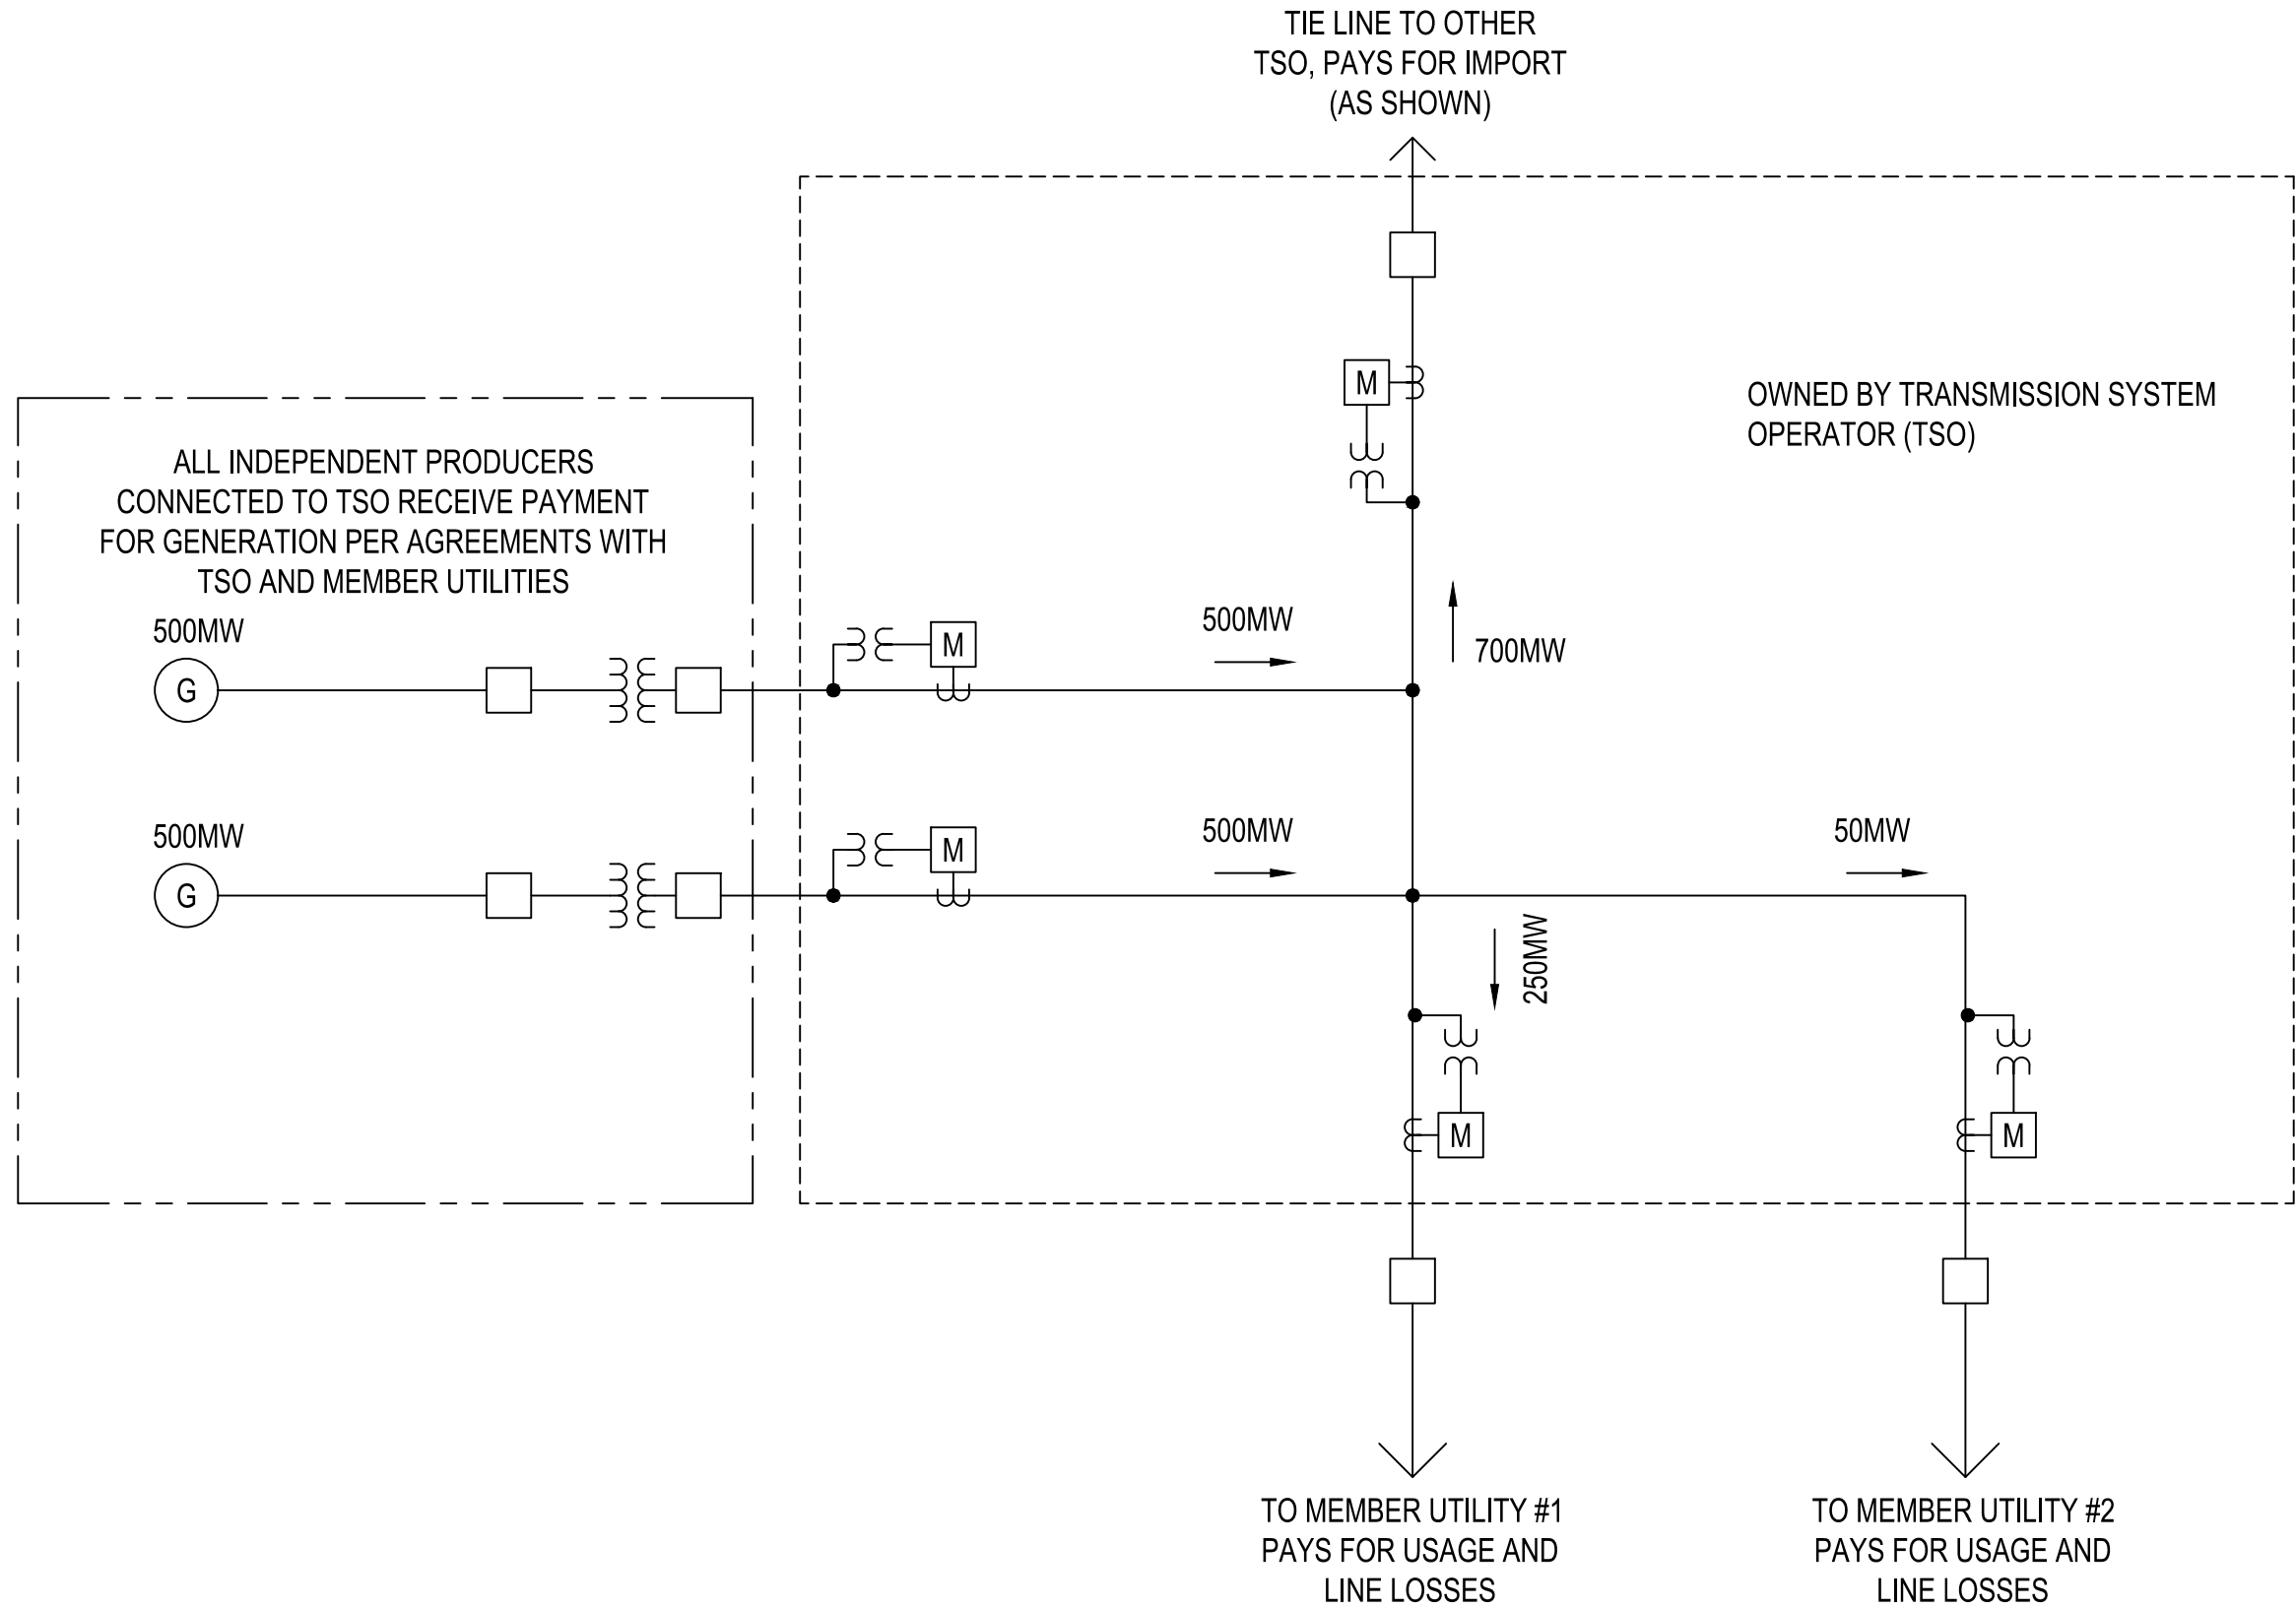 TIE LINE TO OTHER
TSO, PAYS FOR IMPORT
(AS SHOWN)
OWNED BY TRANSMISSION SYSTEM
OPERATOR (TSO)
M
ALL INDEPENDENT PRODUCERS
CONNECTED TO TSO RECEIVE PAYMENT
FOR GENERATION PER AGREEMENTS WITH
TSO AND MEMBER UTILITIES
500MW
G
M
500MW
700MW
500MW
G
M
500MW
50MW
250MW
M
M
TO MEMBER UTILITY #1
PAYS FOR USAGE AND
LINE LOSSES
TO MEMBER UTILITY #2
PAYS FOR USAGE AND
LINE LOSSES